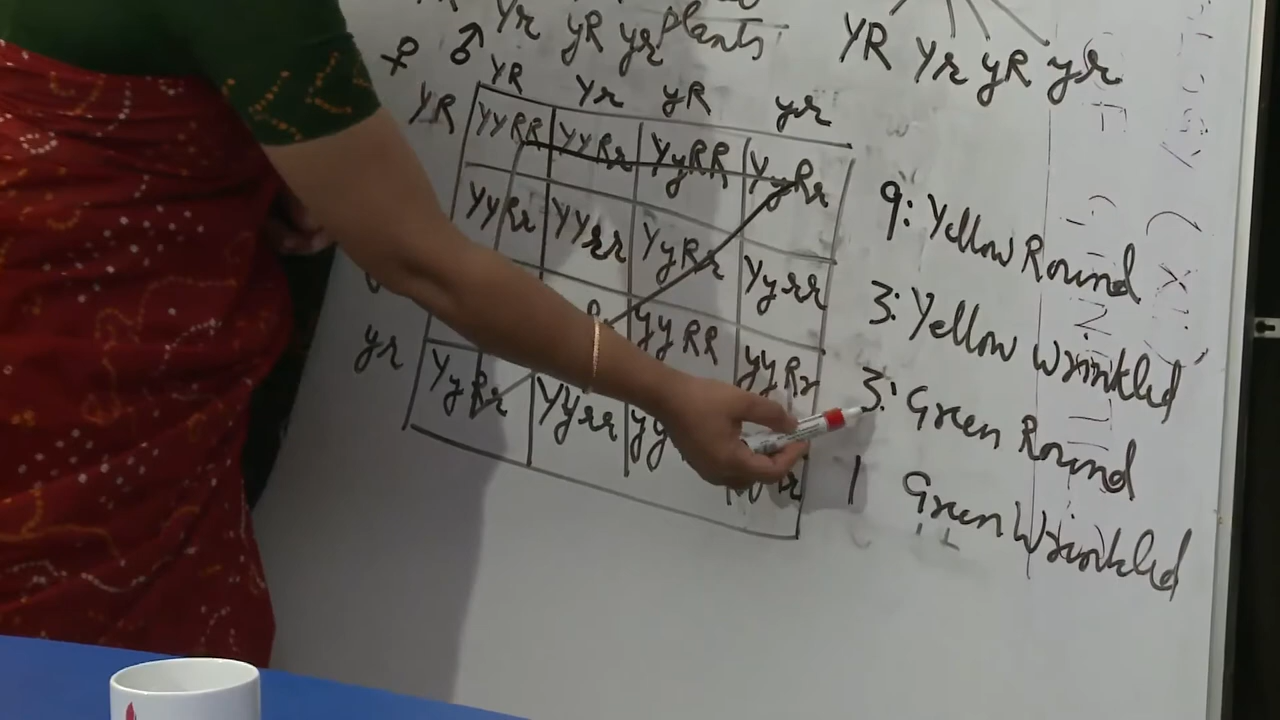 Yr yR yr Plants
YR Yr yR yr
♀ ♂ YR Yr yR yr
YR YYRR YYRr YyRR YyRr
YYRr YYrr YyRr Yyrr
yyRR yyRr
yr YyRr Yyrr yy
9: Yellow Round
3: Yellow Wrinkled
3: Green Round
1 Green Wrinkled